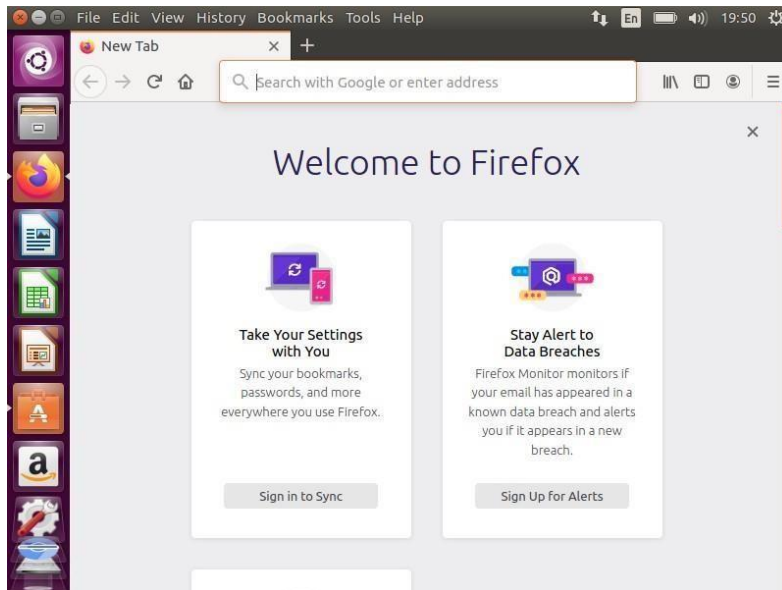 File Edit View History Bookmarks Tools Help
En
19:50
New Tab
Search with Google or enter address
Welcome to Firefox
Take Your Settings
with You
Sync your bookmarks,
passwords, and more
everywhere you use Firefox.
Sign in to Sync
Stay Alert to
Data Breaches
Firefox Monitor monitors if
your email has appeared in a
known data breach and alerts
you if it appears in a new
breach.
Sign Up for Alerts
A
a